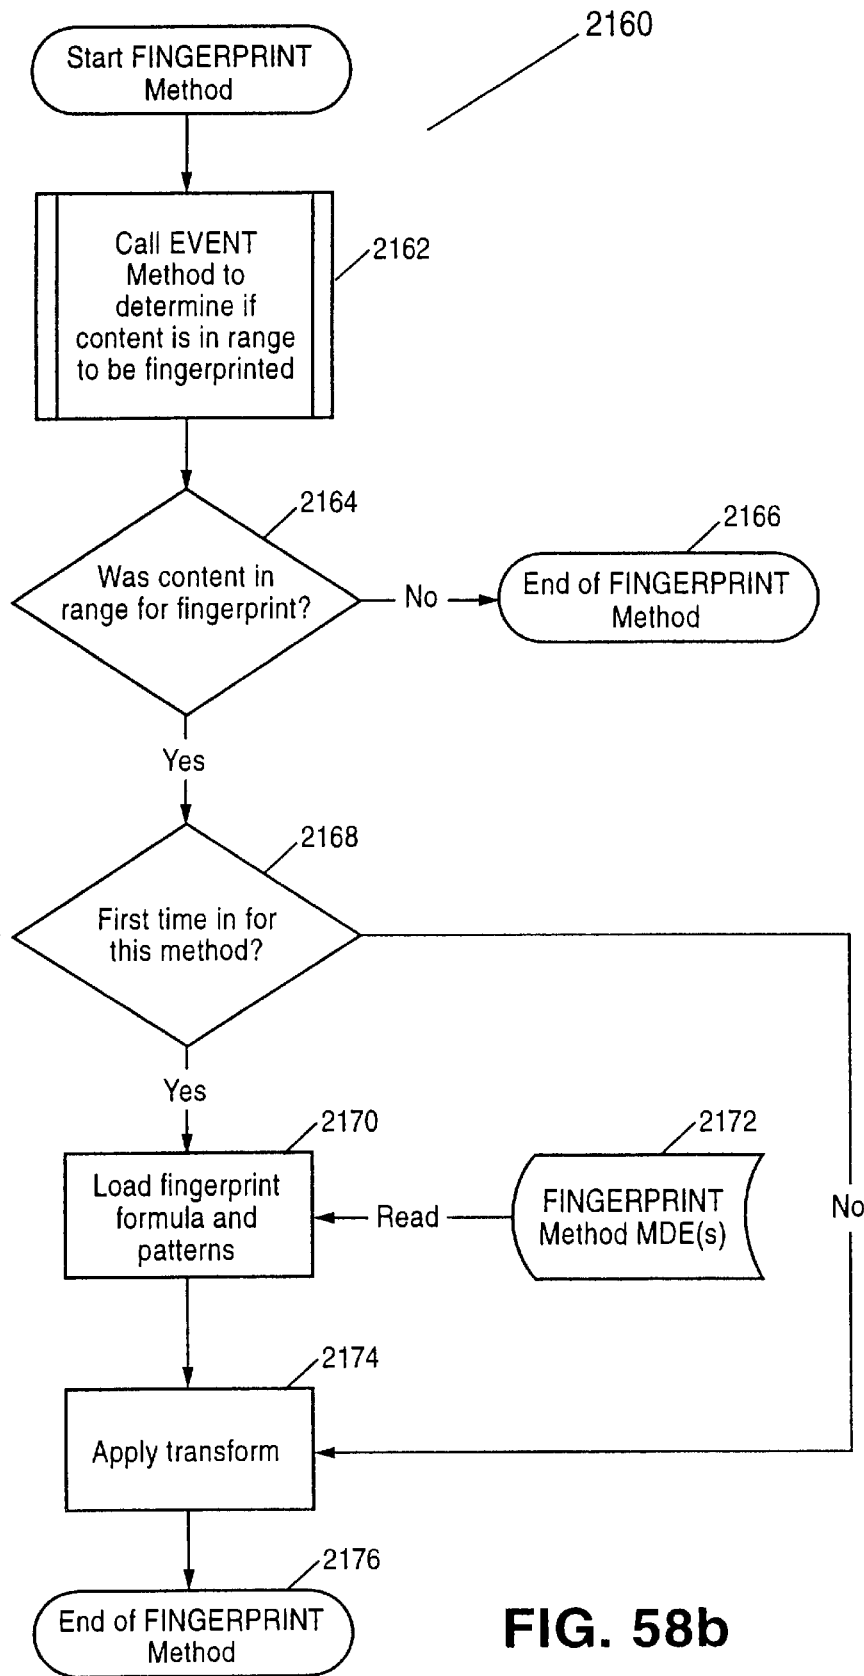 2160
Start FINGERPRINT
Method
Call EVENT
Method to
determine if
content is in range
to be fingerprinted
2162
2164
Was content in
range for fingerprint?
No
2166
End of FINGERPRINT
Method
Yes
2168
First time in for
this method?
Yes
2170
Load fingerprint
formula and
patterns
Read
2172
FINGERPRINT
Method MDE(s)
No
2174
Apply transform
2176
End of FINGERPRINT
Method
FIG. 58b